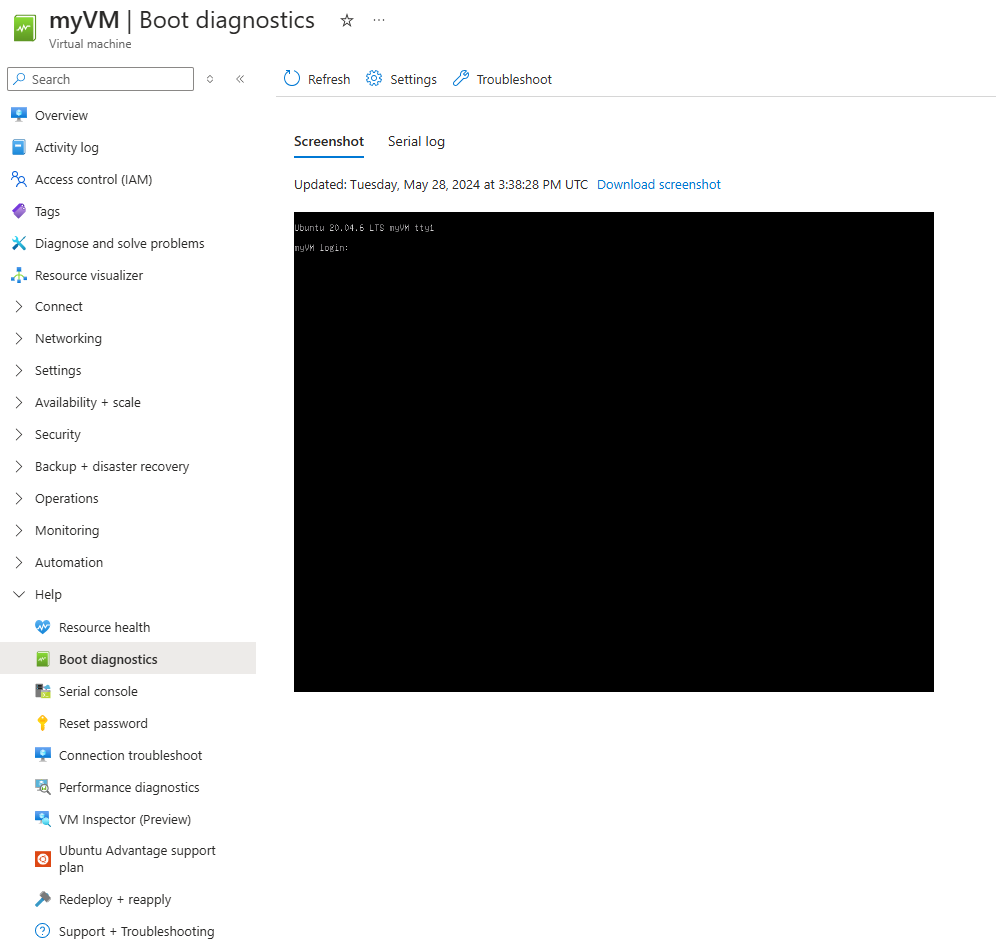 myVM | Boot diagnostics
Virtual machine
Search
Refresh
Settings
Troubleshoot
Overview
Activity log
Access control (IAM)
Tags
Diagnose and solve problems
Resource visualizer
Connect
Networking
Settings
Availability + scale
Security
Backup + disaster recovery
Operations
Monitoring
Automation
Help
Resource health
Boot diagnostics
Serial console
Reset password
Connection troubleshoot
Performance diagnostics
VM Inspector (Preview)
Ubuntu Advantage support
plan
Redeploy + reapply
Support + Troubleshooting
Screenshot
Serial log
Updated: Tuesday, May 28, 2024 at 3:38:28 PM UTC Download screenshot
Ubuntu 20.04.6 LTS myVM tty1
myVM login: